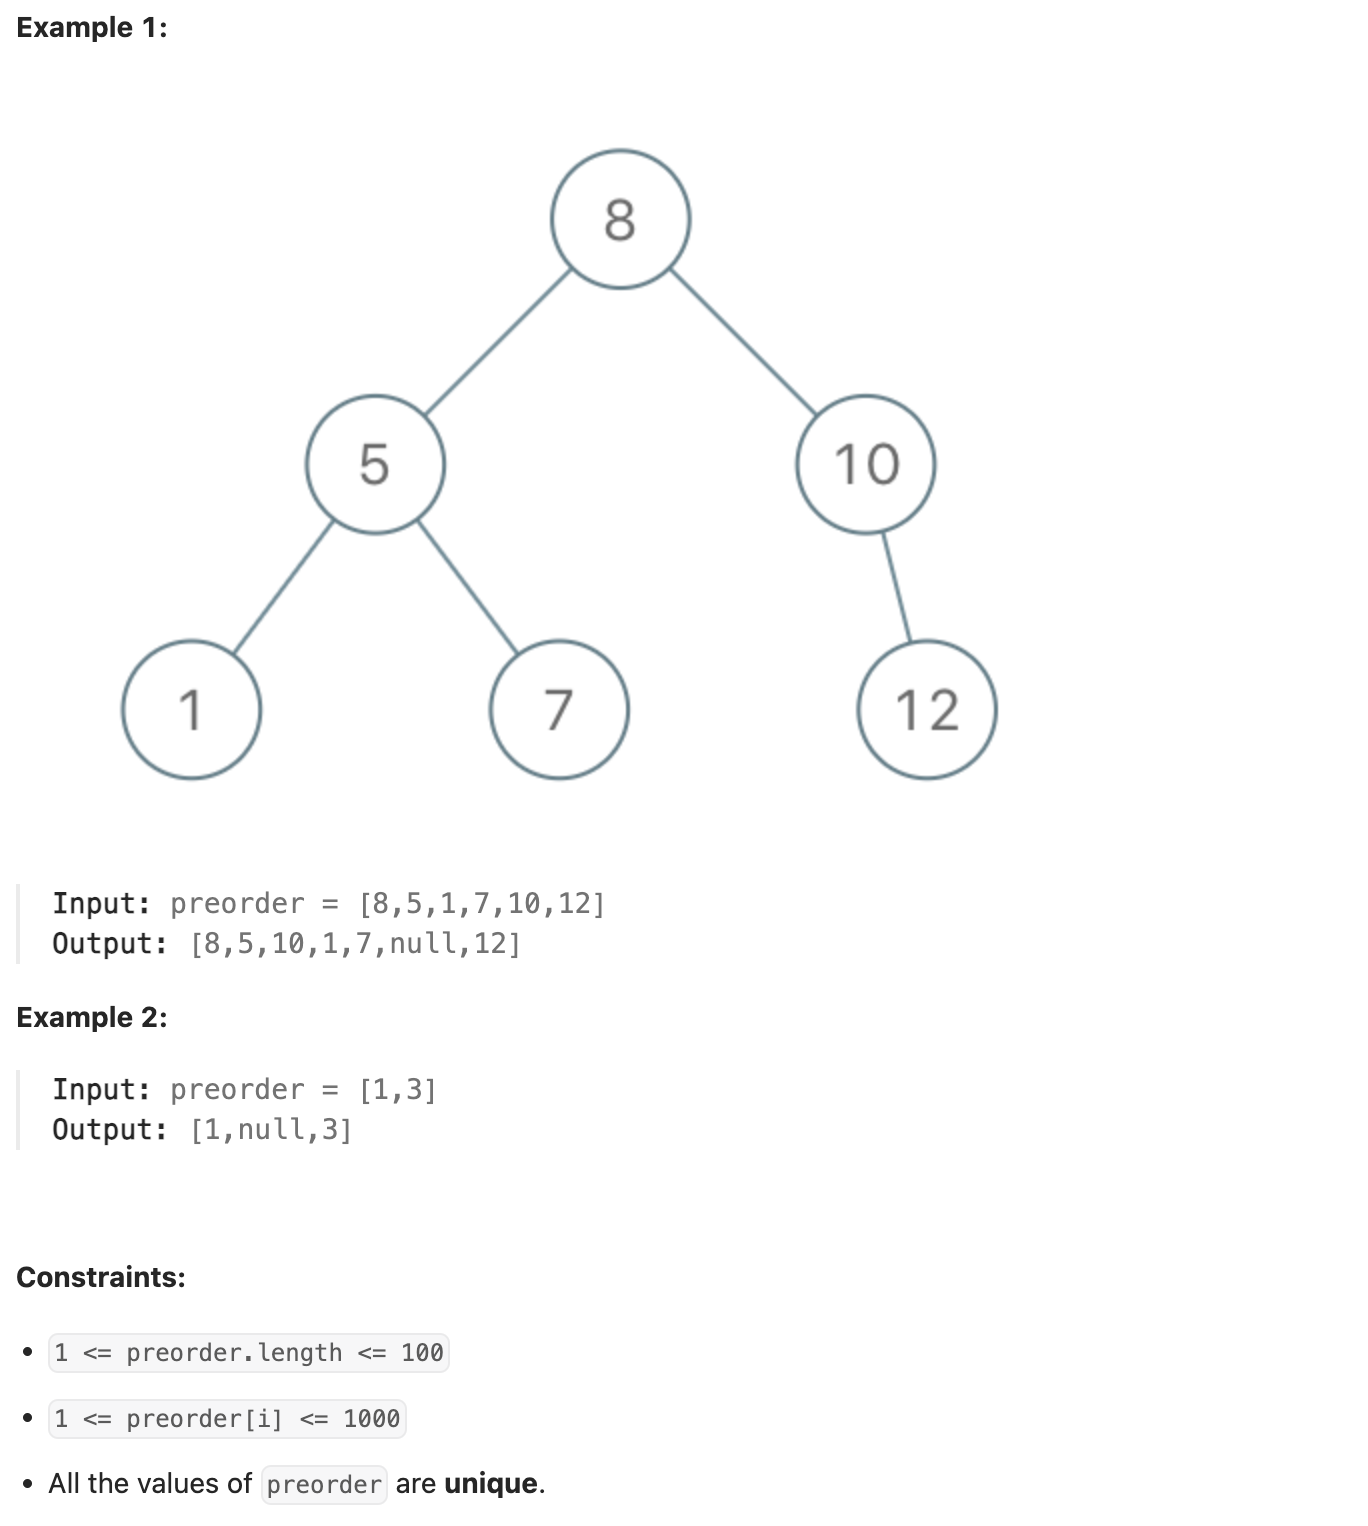 Example 1:
8
5
10
1
7
12
Input: preorder = [8,5,1,7,10,12]
Output: [8,5,10,1,7,null,12]
Example 2:
Input: preorder = [1,3]
Output: [1,null,3]
Constraints:
• 1 <= preorder.length <= 100
• 1 <= preorder[i] <= 1000
• All the values of preorder are unique.